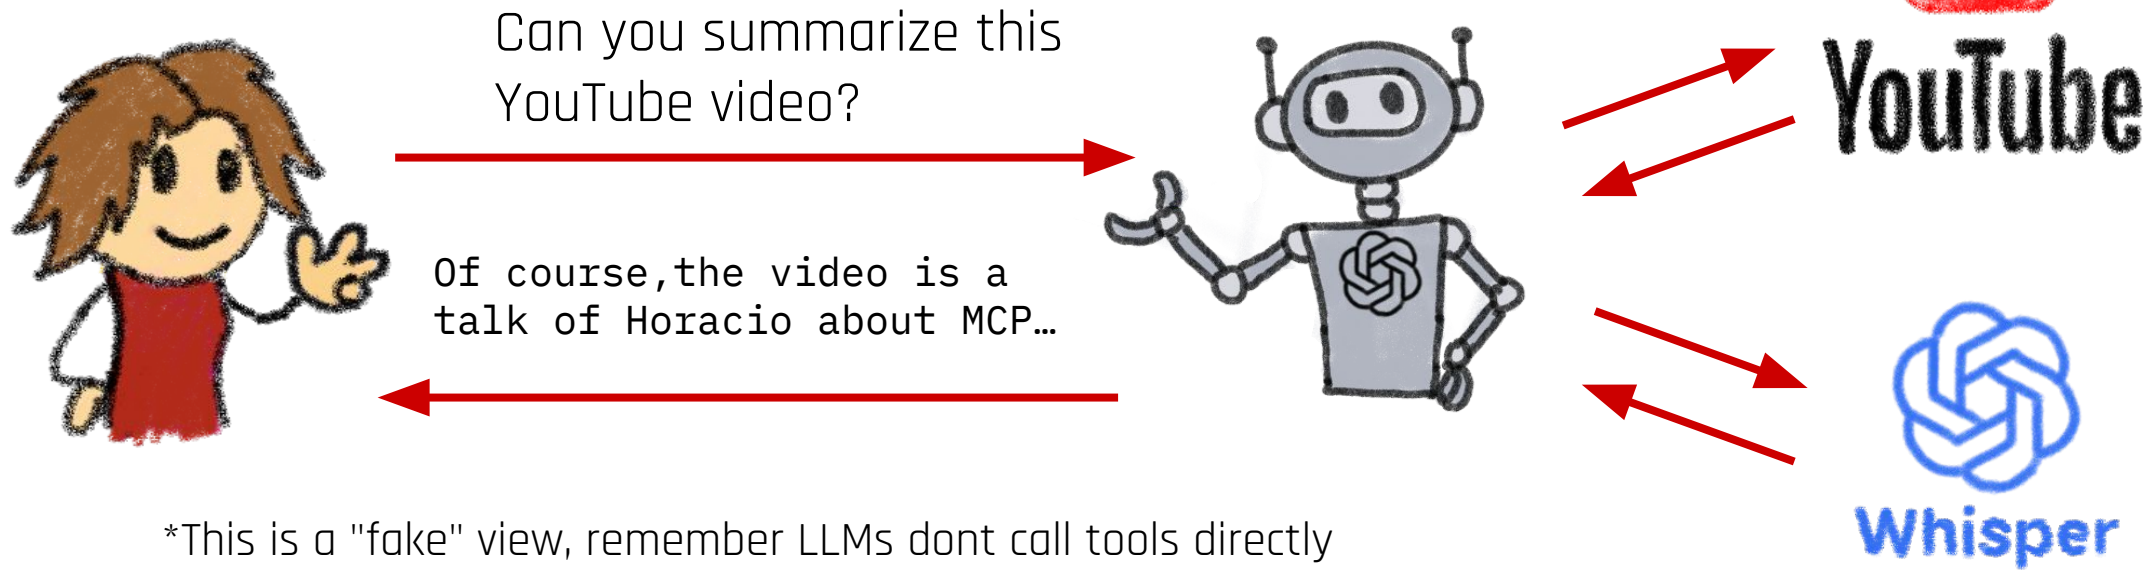 Can you summarize this
YouTube video?
YouTube
Of course,the video is a
talk of Horacio about MCP…
Whisper
*This is a "fake" view, remember LLMs dont call tools directly